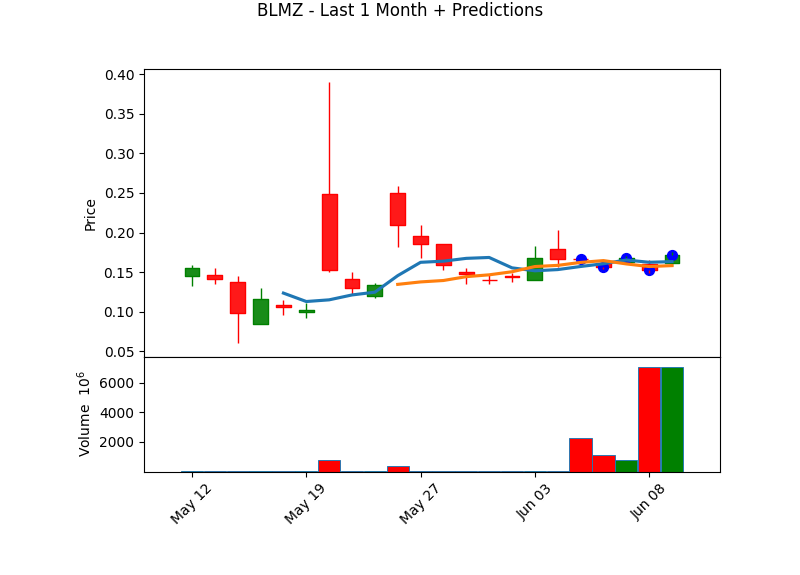 BLMZ - Last 1 Month + Predictions
0.40
0.35
0.30
0.25
0.20
0.15
0.10
0.05
Price
6000
4000
2000
Volume 10^6
May 12
May 19
May 27
Jun 03
Jun 08